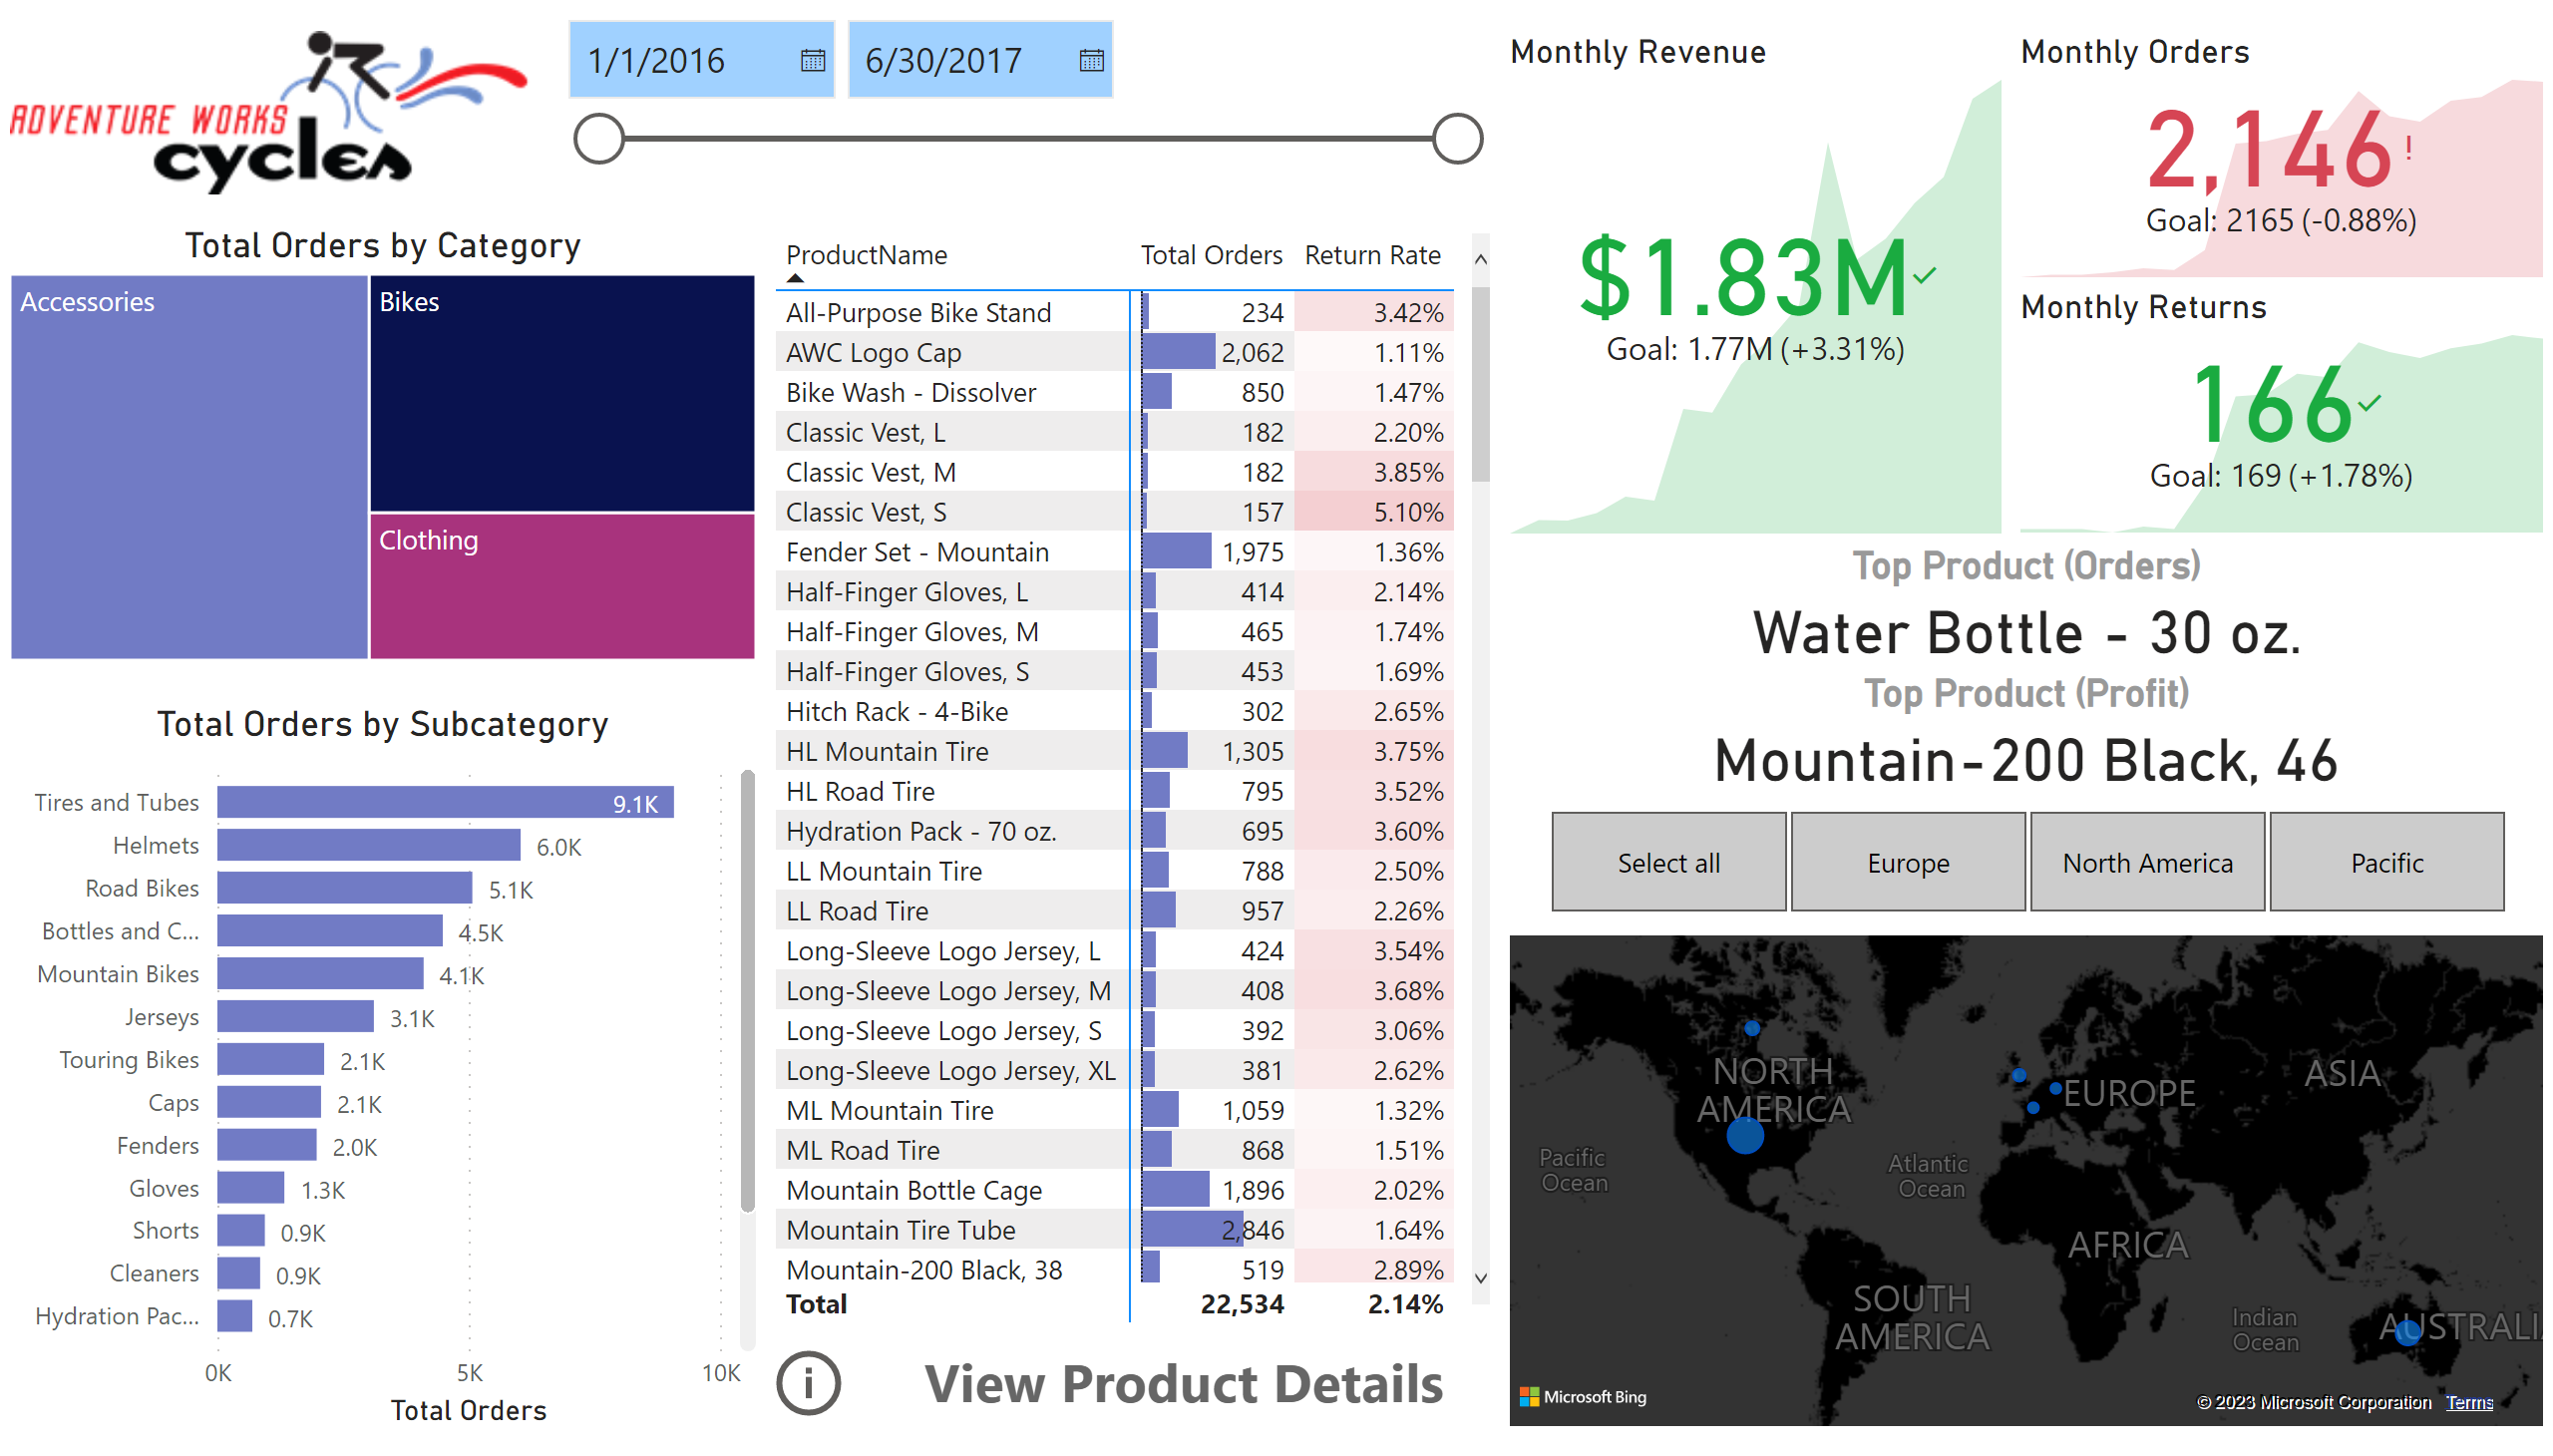 ADVENTURE WORKS
cycles
1/1/2016
6/30/2017
Total Orders by Category
Accessories
Bikes
Clothing
Total Orders by Subcategory
Tires and Tubes 9.1K
Helmets 6.0K
Road Bikes 5.1K
Bottles and C... 4.5K
Mountain Bikes 4.1K
Jerseys 3.1K
Touring Bikes 2.1K
Caps 2.1K
Fenders 2.0K
Gloves 1.3K
Shorts 0.9K
Cleaners 0.9K
Hydration Pac... 0.7K
0K 5K 10K
Total Orders
ProductName Total Orders Return Rate
All-Purpose Bike Stand 234 3.42%
AWC Logo Cap 2,062 1.11%
Bike Wash - Dissolver 850 1.47%
Classic Vest, L 182 2.20%
Classic Vest, M 182 3.85%
Classic Vest, S 157 5.10%
Fender Set - Mountain 1,975 1.36%
Half-Finger Gloves, L 414 2.14%
Half-Finger Gloves, M 465 1.74%
Half-Finger Gloves, S 453 1.69%
Hitch Rack - 4-Bike 302 2.65%
HL Mountain Tire 1,305 3.75%
HL Road Tire 795 3.52%
Hydration Pack - 70 oz. 695 3.60%
LL Mountain Tire 788 2.50%
LL Road Tire 957 2.26%
Long-Sleeve Logo Jersey, L 424 3.54%
Long-Sleeve Logo Jersey, M 408 3.68%
Long-Sleeve Logo Jersey, S 392 3.06%
Long-Sleeve Logo Jersey, XL 381 2.62%
ML Mountain Tire 1,059 1.32%
ML Road Tire 868 1.51%
Mountain Bottle Cage 1,896 2.02%
Mountain Tire Tube 2,846 1.64%
Mountain-200 Black, 38 519 2.89%
Total 22,534 2.14%
i View Product Details
Monthly Revenue
$1.83M
Goal: 1.77M (+3.31%)
Monthly Orders
2,146 !
Goal: 2165 (-0.88%)
Monthly Returns
166
Goal: 169 (+1.78%)
Top Product (Orders)
Water Bottle - 30 oz.
Top Product (Profit)
Mountain-200 Black, 46
Select all
Europe
North America
Pacific
NORTH
AMERICA
EUROPE
ASIA
Pacific
Ocean
Atlantic
Ocean
AFRICA
SOUTH
AMERICA
Indian
Ocean
AUSTRALI
Microsoft Bing
© 2023 Microsoft Corporation Terms